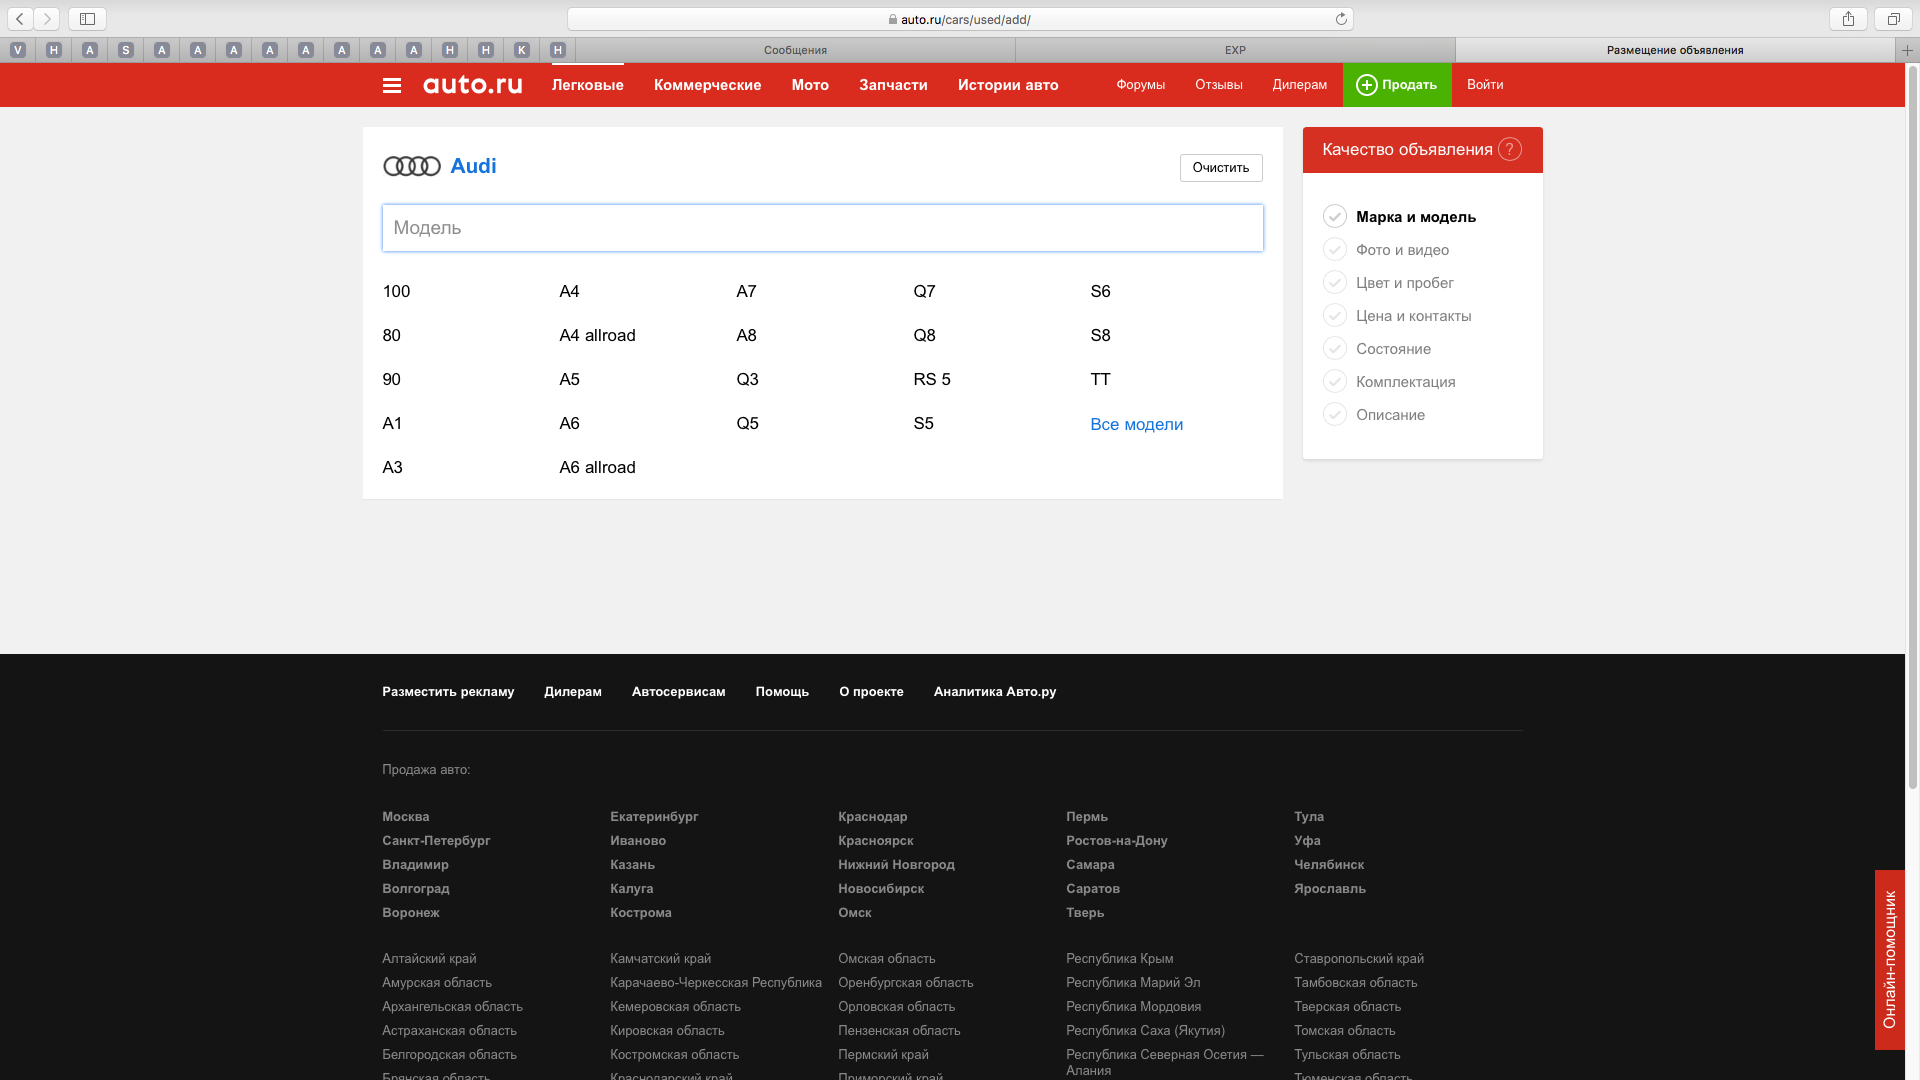 auto.ru/cars/used/add/
V H A S A A A A A A A A H H K H
Сообщения
EXP
Размещение объявления
auto.ru
Легковые
Коммерческие
Мото
Запчасти
Истории авто
Форумы
Отзывы
Дилерам
Продать
Войти
Audi
Очистить
Модель
100
A4
A7
Q7
S6
80
A4 allroad
A8
Q8
S8
90
A5
Q3
RS 5
TT
A1
A6
Q5
S5
Все модели
A3
A6 allroad
Качество объявления ?
Марка и модель
Фото и видео
Цвет и пробег
Цена и контакты
Состояние
Комплектация
Описание
Разместить рекламу
Дилерам
Автосервисам
Помощь
О проекте
Аналитика Авто.ру
Продажа авто:
Москва
Екатеринбург
Краснодар
Пермь
Тула
Санкт-Петербург
Иваново
Красноярск
Ростов-на-Дону
Уфа
Владимир
Казань
Нижний Новгород
Самара
Челябинск
Волгоград
Калуга
Новосибирск
Саратов
Ярославль
Воронеж
Кострома
Омск
Тверь
Алтайский край
Камчатский край
Омская область
Республика Крым
Ставропольский край
Амурская область
Карачаево-Черкесская Республика
Оренбургская область
Республика Марий Эл
Тамбовская область
Архангельская область
Кемеровская область
Орловская область
Республика Мордовия
Тверская область
Астраханская область
Кировская область
Пензенская область
Республика Саха (Якутия)
Томская область
Белгородская область
Костромская область
Пермский край
Республика Северная Осетия —
Алания
Тульская область
Брянская область
Краснодарский край
Приморский край
Тюменская область
Онлайн-помощник